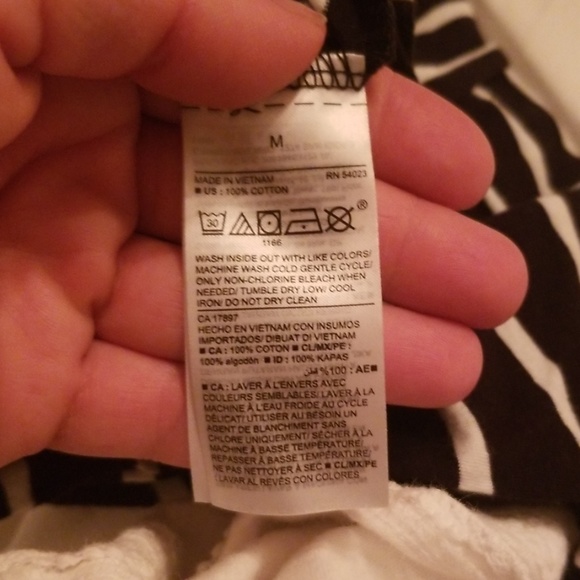 M
MADE IN VIETNAM RN 54023
■ US : 100% COTTON
30
®
1166
WASH INSIDE OUT WITH LIKE COLORS/
MACHINE WASH COLD GENTLE CYCLE/
ONLY NON-CHLORINE BLEACH WHEN
NEEDED/ TUMBLE DRY LOW/ COOL
IRON/ DO NOT DRY CLEAN
CA 17897
HECHO EN VIETNAM CON INSUMOS
IMPORTADOS/ DIBUAT DI VIETNAM
■ CA : 100% COTON ■ CL/MX/PE :
100% algodón ■ ID : 100% KAPAS
■ AE : 100% قطن
■ CA : LAVER À L'ENVERS AVEC
COULEURS SEMBLABLES/ LAVER À LA
MACHINE À L'EAU FROIDE AU CYCLE
DÉLICAT/ UTILISER AU BESOIN UN
AGENT DE BLANCHIMENT SANS
CHLORE UNIQUEMENT/ SÉCHER À LA
MACHINE À BASSE TEMPÉRATURE/
REPASSER À BASSE TEMPÉRATURE/
NE PAS NETTOYER À SEC ■ CL/MX/PE
: LAVAR AL REVÉS CON COLORES